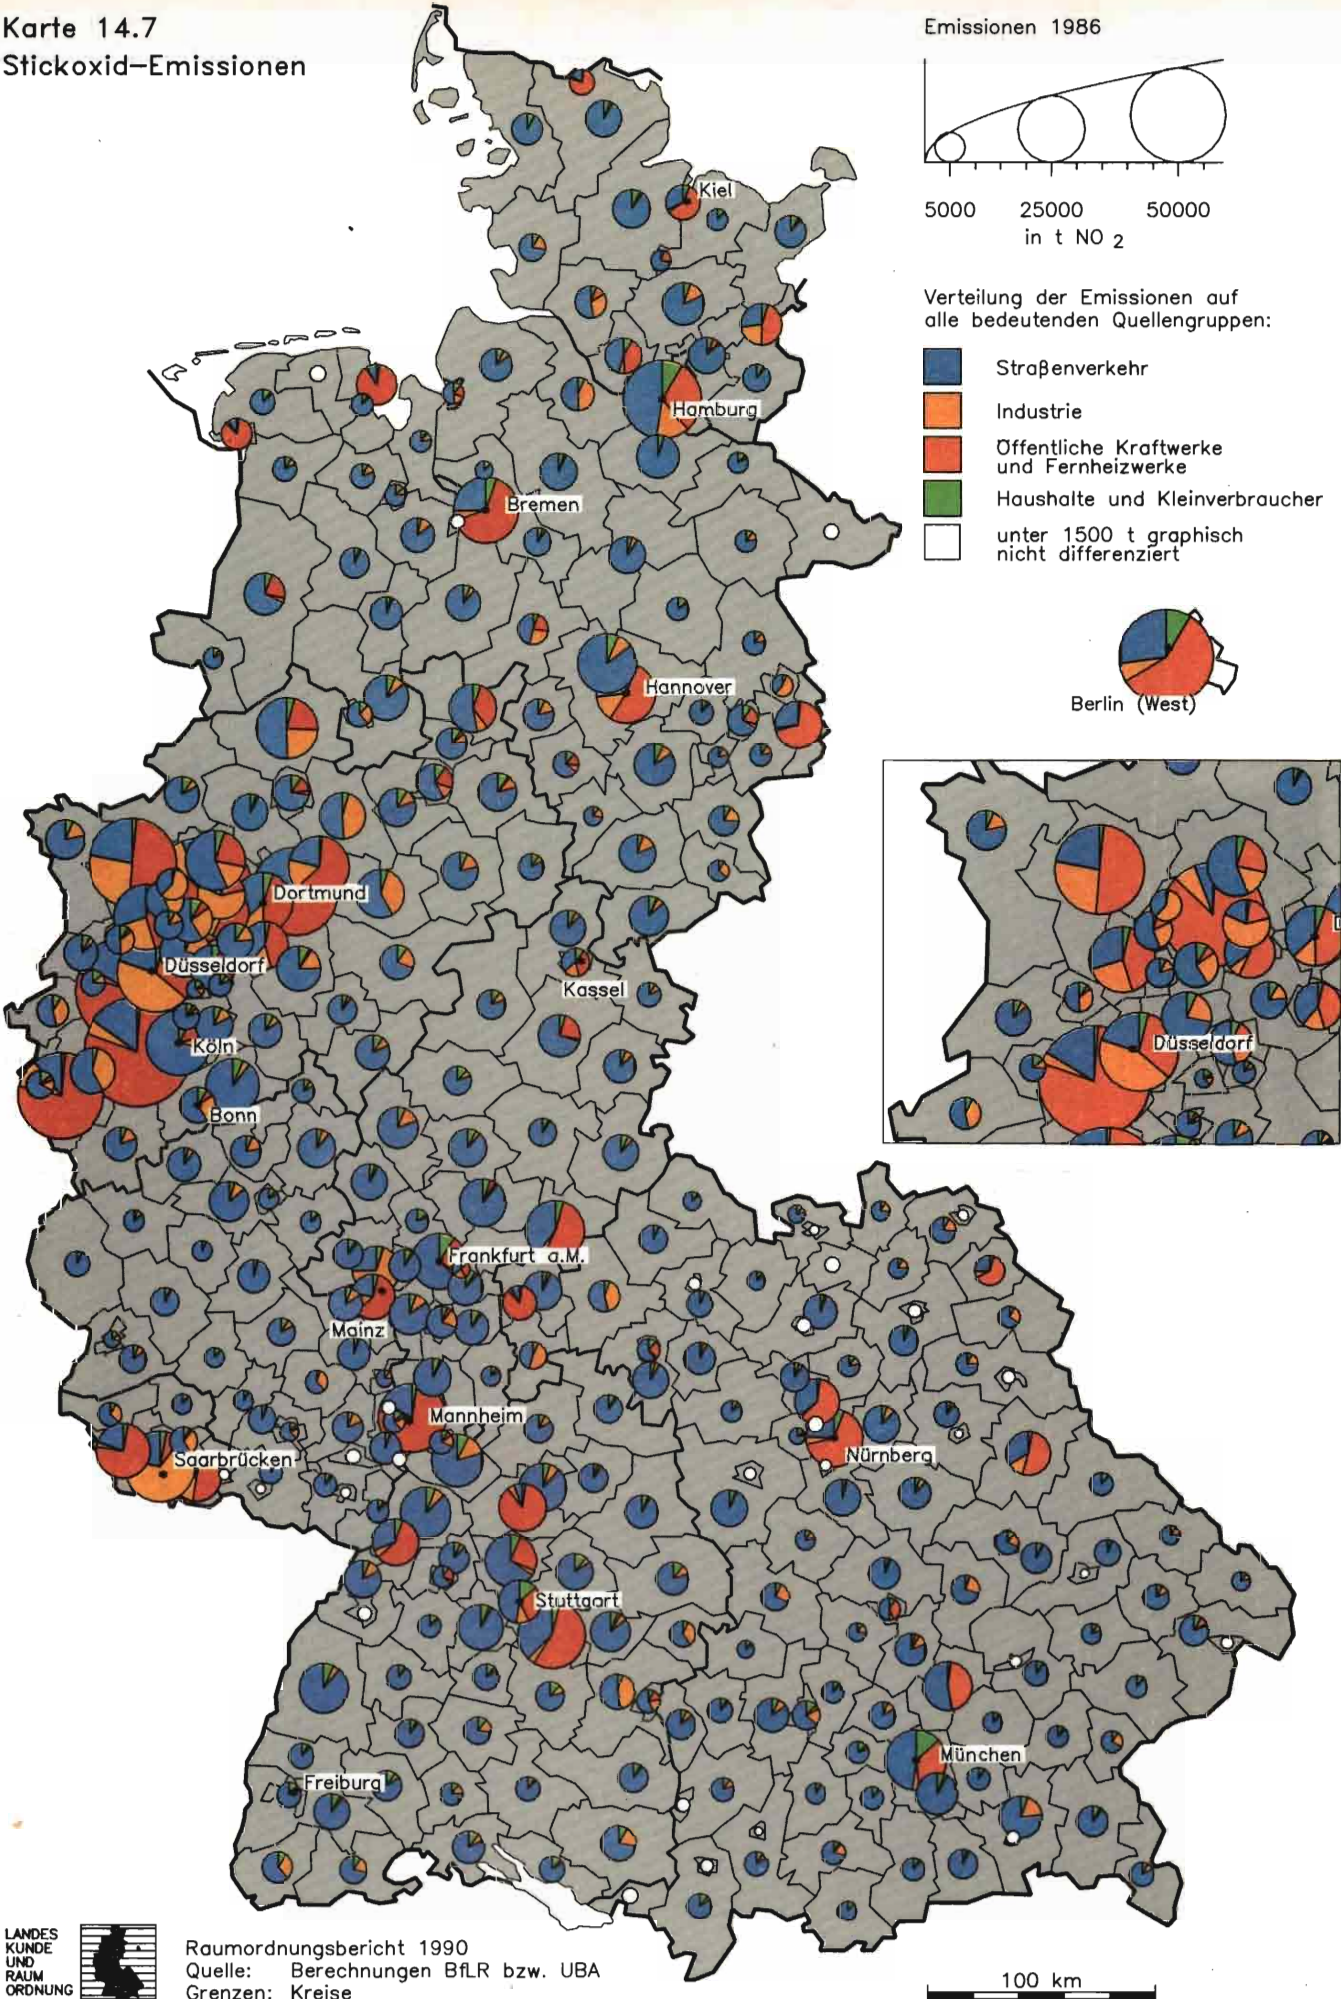 Karte 14.7
Stickoxid-Emissionen
Emissionen 1986
5000 25000 50000
in t NO 2
Verteilung der Emissionen auf
alle bedeutenden Quellengruppen:
Straßenverkehr
Industrie
Öffentliche Kraftwerke
und Fernheizwerke
Haushalte und Kleinverbraucher
unter 1500 t graphisch
nicht differenziert
Berlin (West)
Kiel
Hamburg
Bremen
Hannover
Dortmund
Düsseldorf
Kassel
Köln
Bonn
Düsseldorf
Frankfurt a.M.
Mainz
Mannheim
Saarbrücken
Nürnberg
Stuttgart
München
Freiburg
LANDES
KUNDE
UND
RAUM
ORDNUNG
Raumordnungsbericht 1990
Quelle: Berechnungen BfLR bzw. UBA
Grenzen: Kreise
100 km